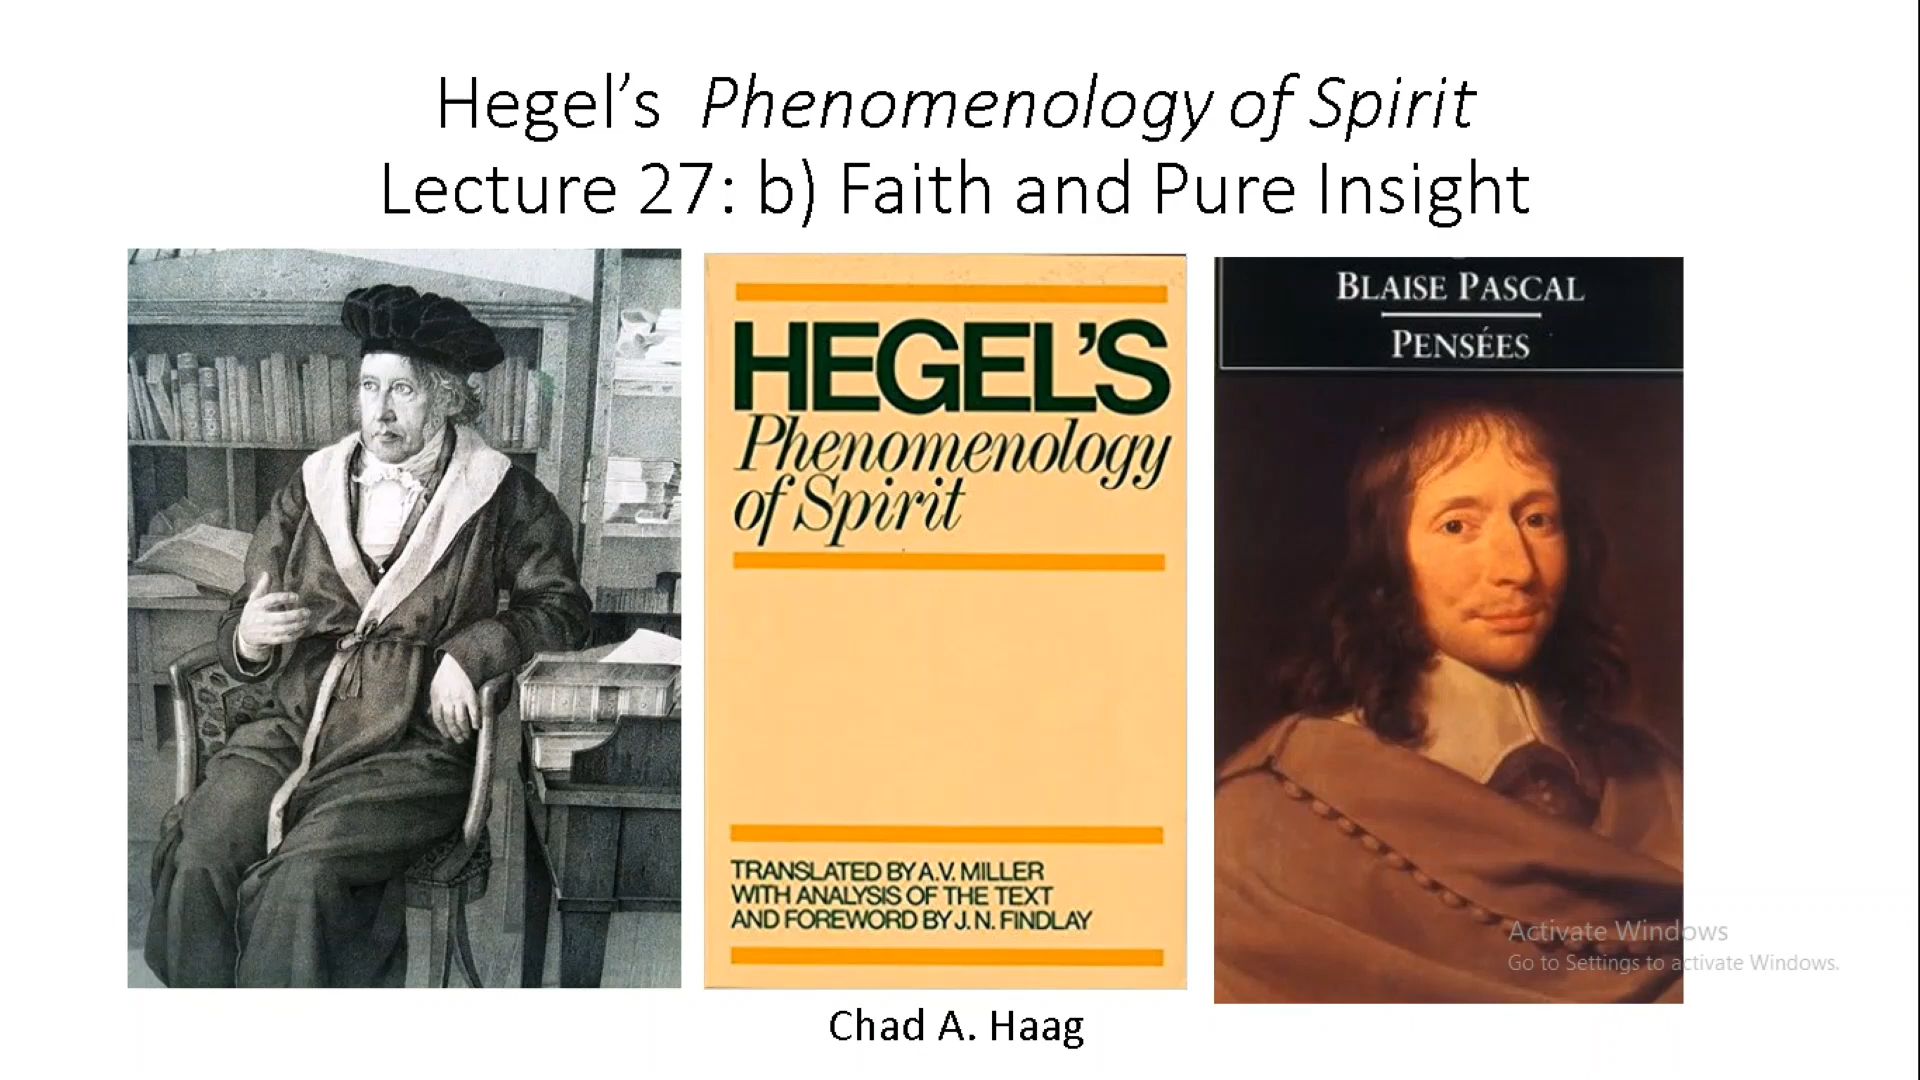 Hegel’s Phenomenology of Spirit
Lecture 27: b) Faith and Pure Insight
HEGEL’S
Phenomenology
of Spirit
TRANSLATED BY A.V. MILLER
WITH ANALYSIS OF THE TEXT
AND FOREWORD BY J. N. FINDLAY
BLAISE PASCAL
PENSÉES
Activate Windows
Go to Settings to activate Windows.
Chad A. Haag